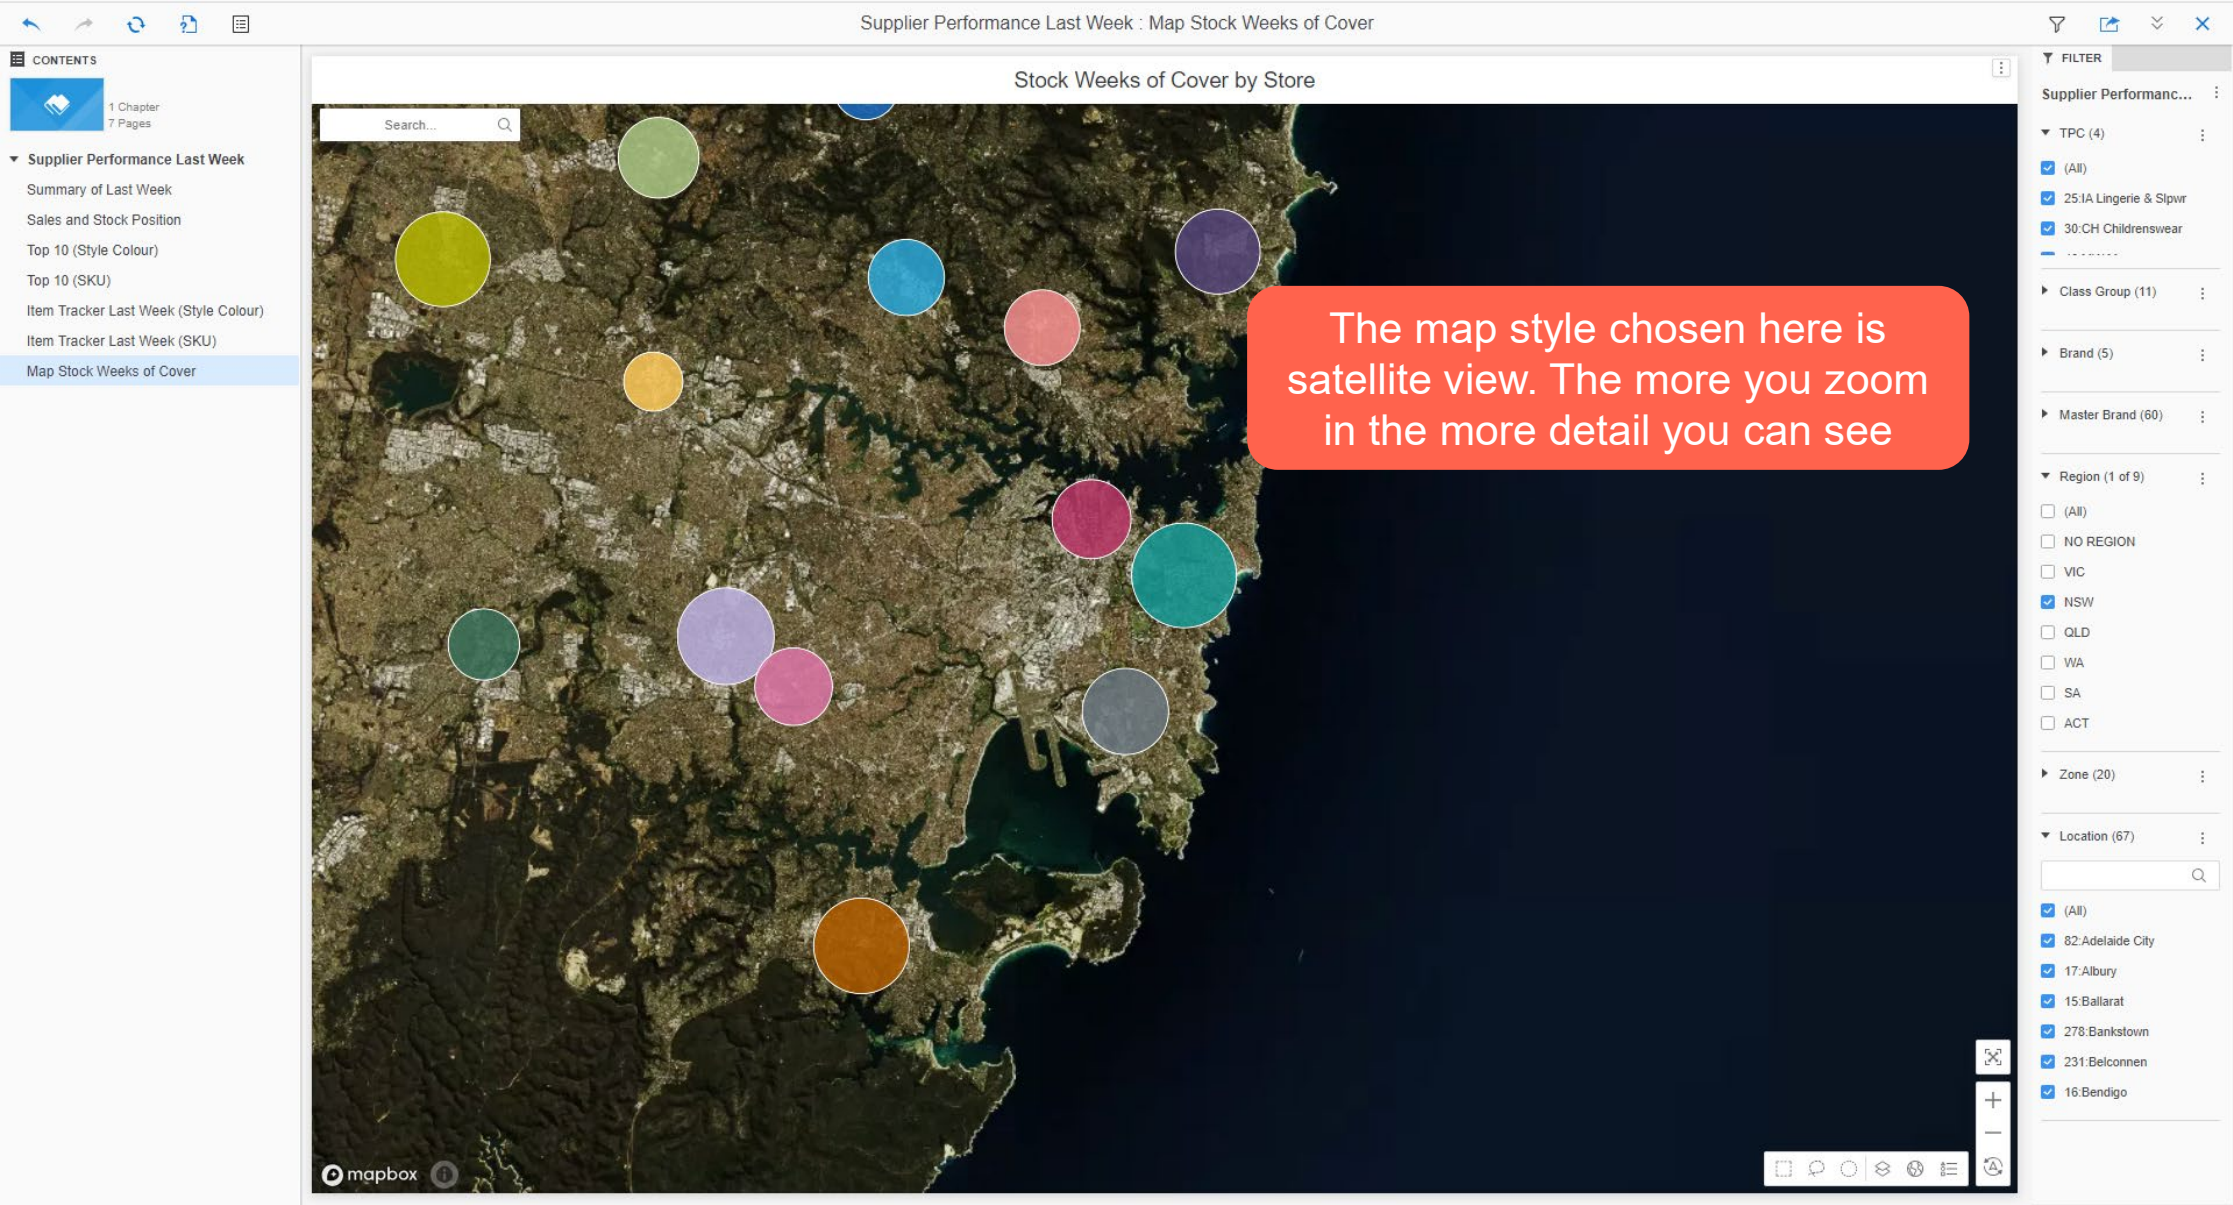 Supplier Performance Last Week : Map Stock Weeks of Cover
CONTENTS
1 Chapter
7 Pages
Supplier Performance Last Week
Summary of Last Week
Sales and Stock Position
Top 10 (Style Colour)
Top 10 (SKU)
Item Tracker Last Week (Style Colour)
Item Tracker Last Week (SKU)
Map Stock Weeks of Cover
Stock Weeks of Cover by Store
Search...
The map style chosen here is
satellite view. The more you zoom
in the more detail you can see
mapbox
FILTER
Supplier Performanc...
TPC (4)
(All)
25:IA Lingerie & Slpwr
30:CH Childrenswear
Class Group (11)
Brand (5)
Master Brand (60)
Region (1 of 9)
(All)
NO REGION
VIC
NSW
QLD
WA
SA
ACT
Zone (20)
Location (67)
(All)
82:Adelaide City
17:Albury
15:Ballarat
278:Bankstown
231:Belconnen
16:Bendigo